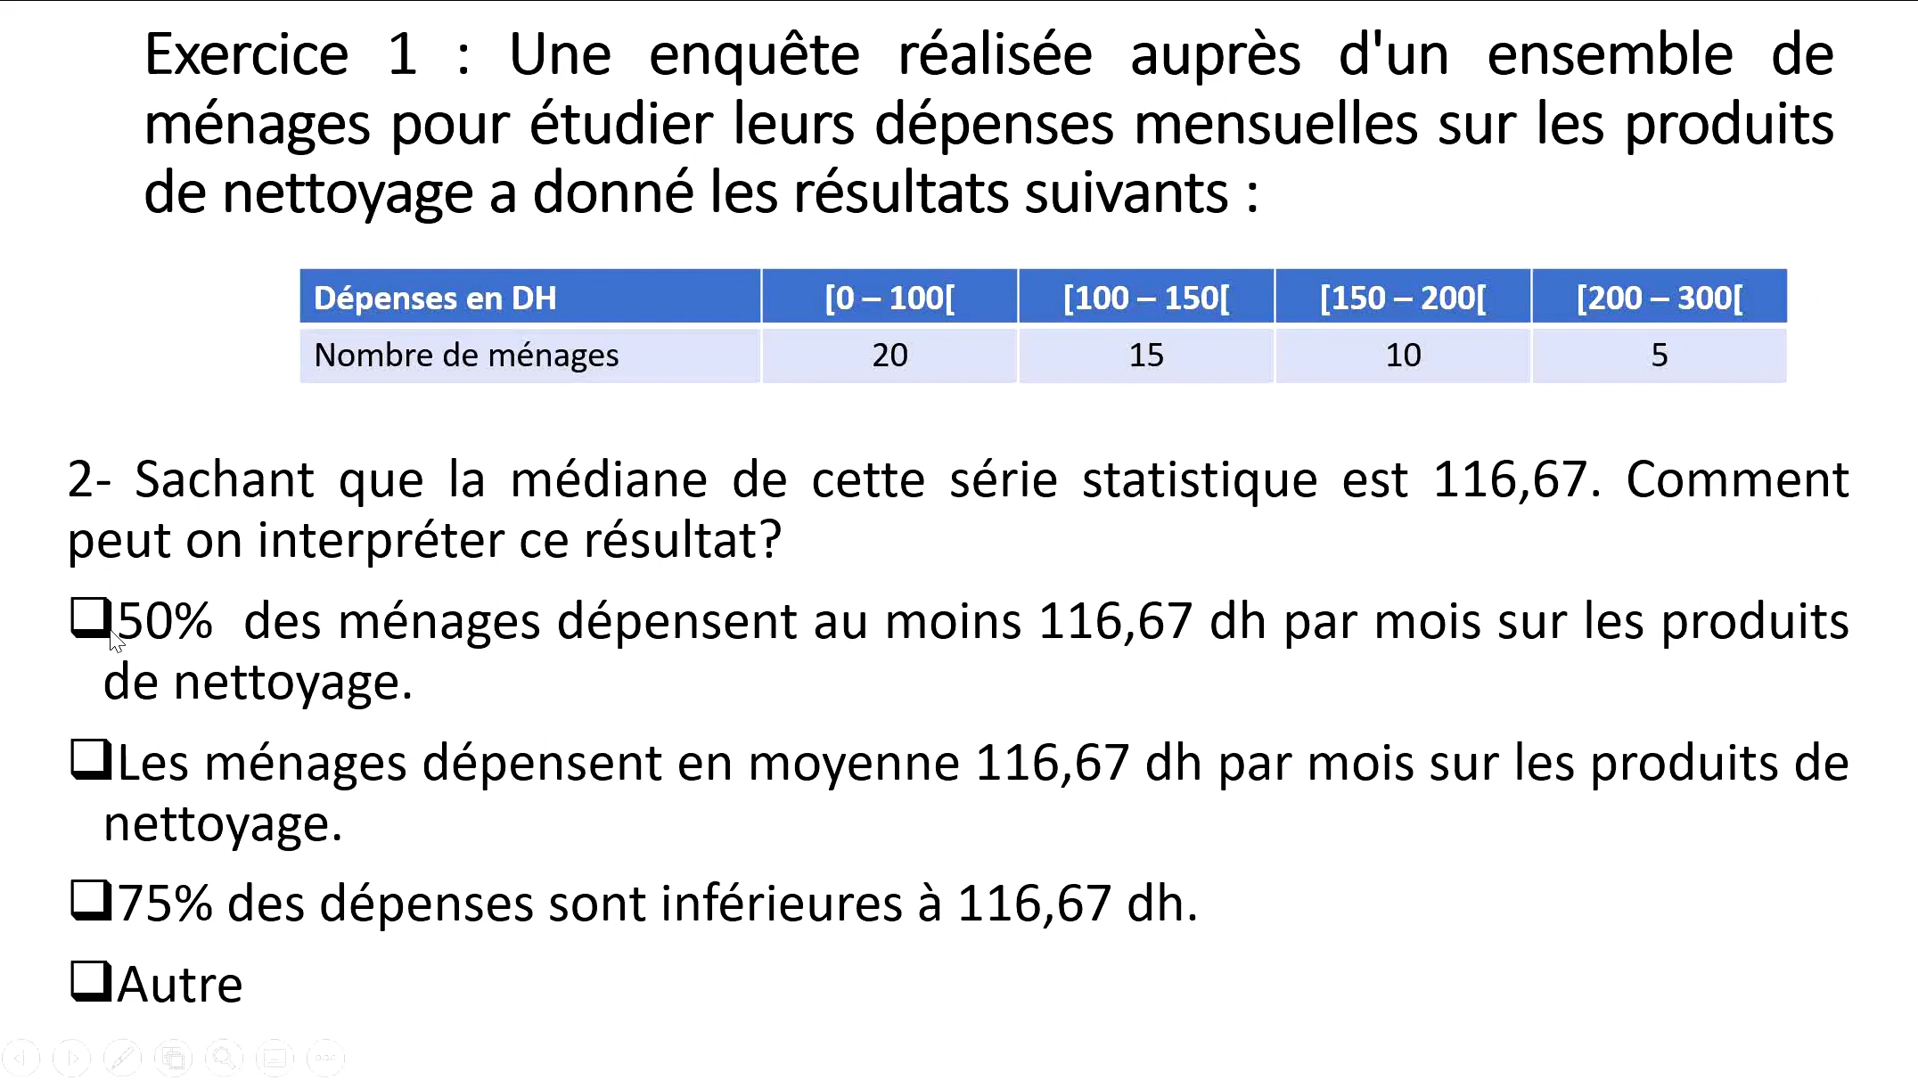 Exercice 1 : Une enquête réalisée auprès d'un ensemble de
ménages pour étudier leurs dépenses mensuelles sur les produits
de nettoyage a donné les résultats suivants :
Dépenses en DH [0 – 100[ [100 – 150[ [150 – 200[ [200 – 300[
Nombre de ménages 20 15 10 5
2- Sachant que la médiane de cette série statistique est 116,67. Comment
peut on interpréter ce résultat?
50% des ménages dépensent au moins 116,67 dh par mois sur les produits
de nettoyage.
Les ménages dépensent en moyenne 116,67 dh par mois sur les produits de
nettoyage.
75% des dépenses sont inférieures à 116,67 dh.
Autre